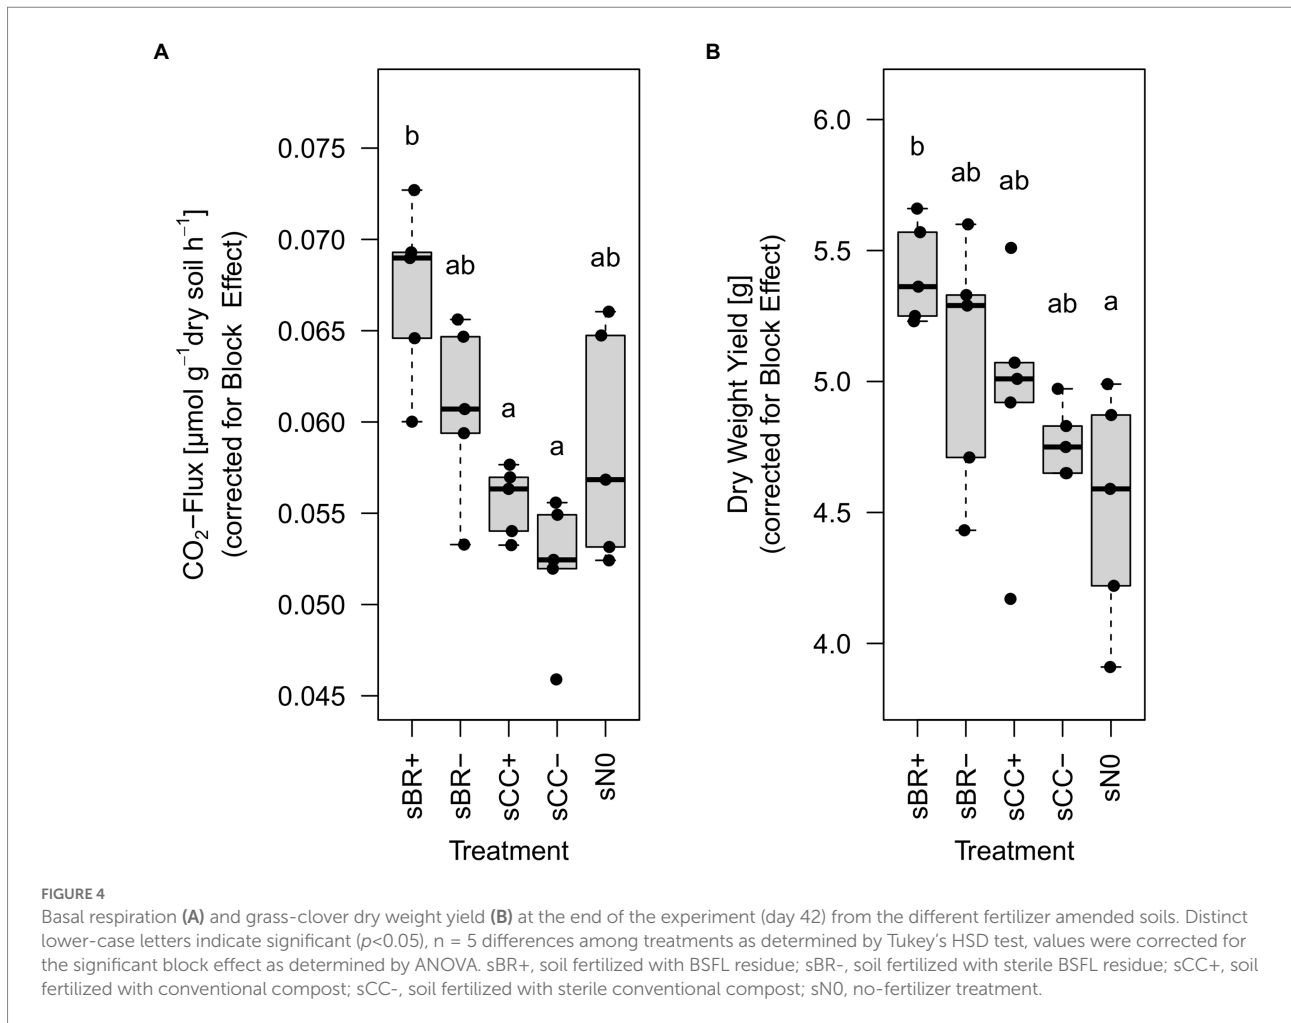 A
CO₂−Flux [µmol g⁻¹dry soil h⁻¹]
(corrected for Block Effect)
0.075
0.070
0.065
0.060
0.055
0.050
0.045
b
ab
a
a
ab
sBR+
sBR−
sCC+
sCC−
sN0
Treatment
B
Dry Weight Yield [g]
(corrected for Block Effect)
6.0
5.5
5.0
4.5
4.0
b
ab
ab
ab
a
sBR+
sBR−
sCC+
sCC−
sN0
Treatment
FIGURE 4
Basal respiration (A) and grass-clover dry weight yield (B) at the end of the experiment (day 42) from the different fertilizer amended soils. Distinct
lower-case letters indicate significant (p<0.05), n = 5 differences among treatments as determined by Tukey’s HSD test, values were corrected for
the significant block effect as determined by ANOVA. sBR+, soil fertilized with BSFL residue; sBR-, soil fertilized with sterile BSFL residue; sCC+, soil
fertilized with conventional compost; sCC-, soil fertilized with sterile conventional compost; sN0, no-fertilizer treatment.